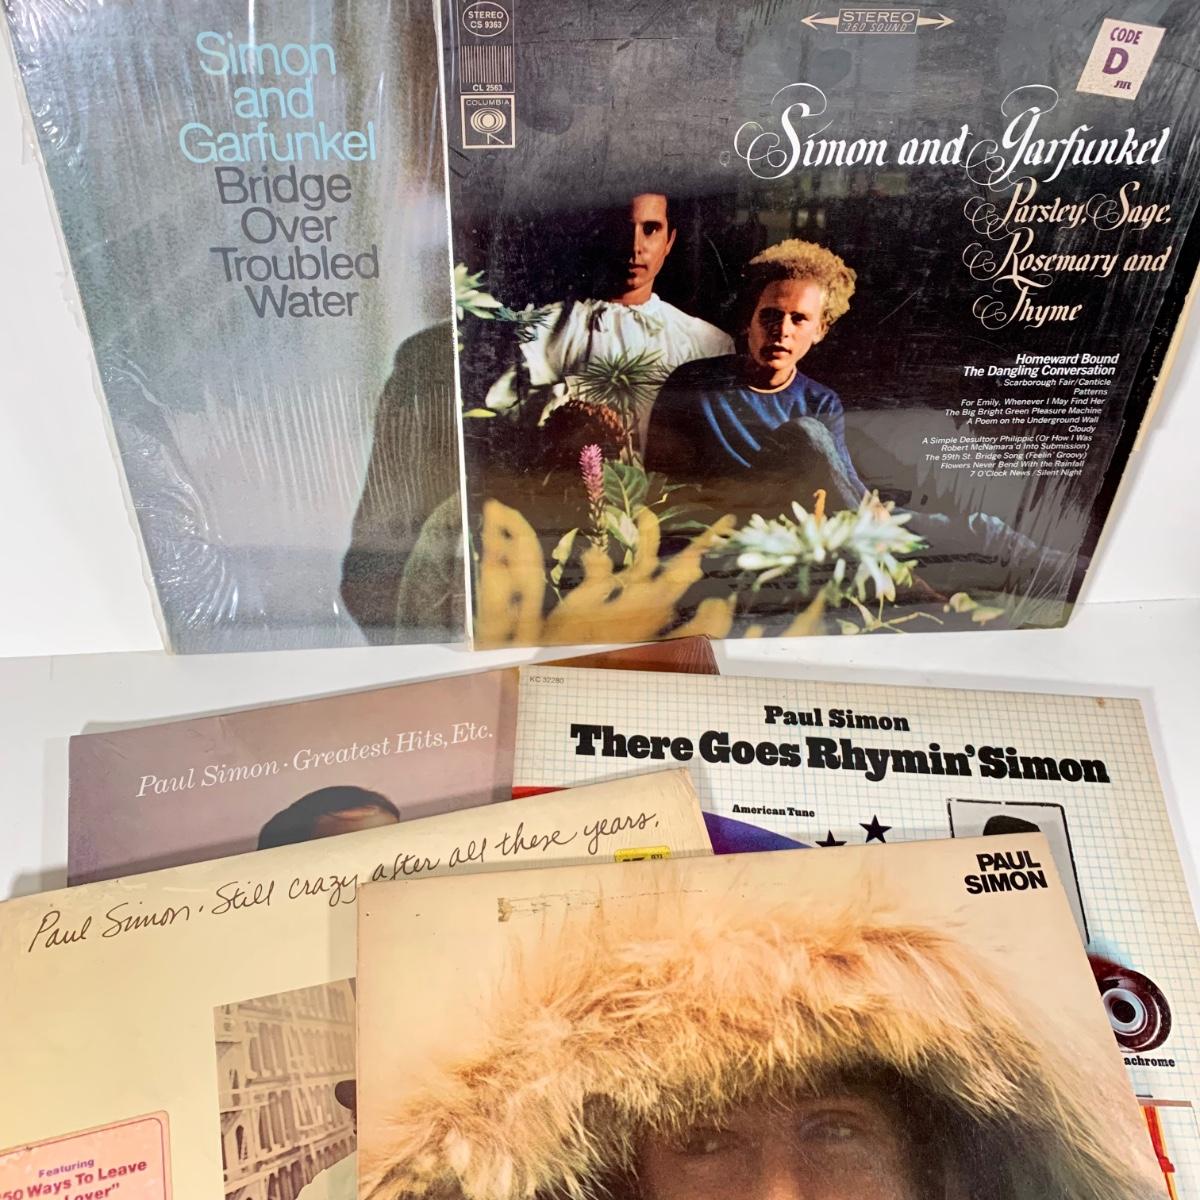 Simon
and
Garfunkel
Bridge
Over
Troubled
Water
STEREO
CS 9363
CL 2563
COLUMBIA
STEREO
"360 SOUND"
CODE
D
Simon and Garfunkel
Parsley, Sage,
Rosemary and
Thyme
Homeward Bound
The Dangling Conversation
Scarborough Fair/Canticle
Patterns
For Emily, Whenever I May Find Her
The Big Bright Green Pleasure Machine
A Poem on the Underground Wall
Cloudy
A Simple Desultory Philippic (Or How I Was
Robert McNamara'd Into Submission)
The 59th St. Bridge Song (Feelin' Groovy)
Flowers Never Bend With the Rainfall
7 O'Clock News/Silent Night
Paul Simon · Greatest Hits, Etc.
KC 32280
Paul Simon
There Goes Rhymin' Simon
American Tune
achrome
Paul Simon · Still crazy after all these years.
PAUL
SIMON
Featuring
"50 Ways To Leave
Lover"